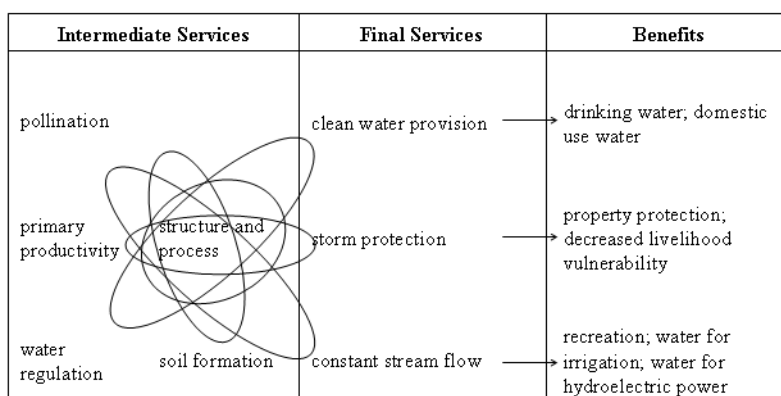 Intermediate Services
Final Services
Benefits
pollination
clean water provision
drinking water; domestic
use water
primary
productivity
structure and
process
storm protection
property protection;
decreased livelihood
vulnerability
water
regulation
soil formation
constant stream flow
recreation; water for
irrigation; water for
hydroelectric power